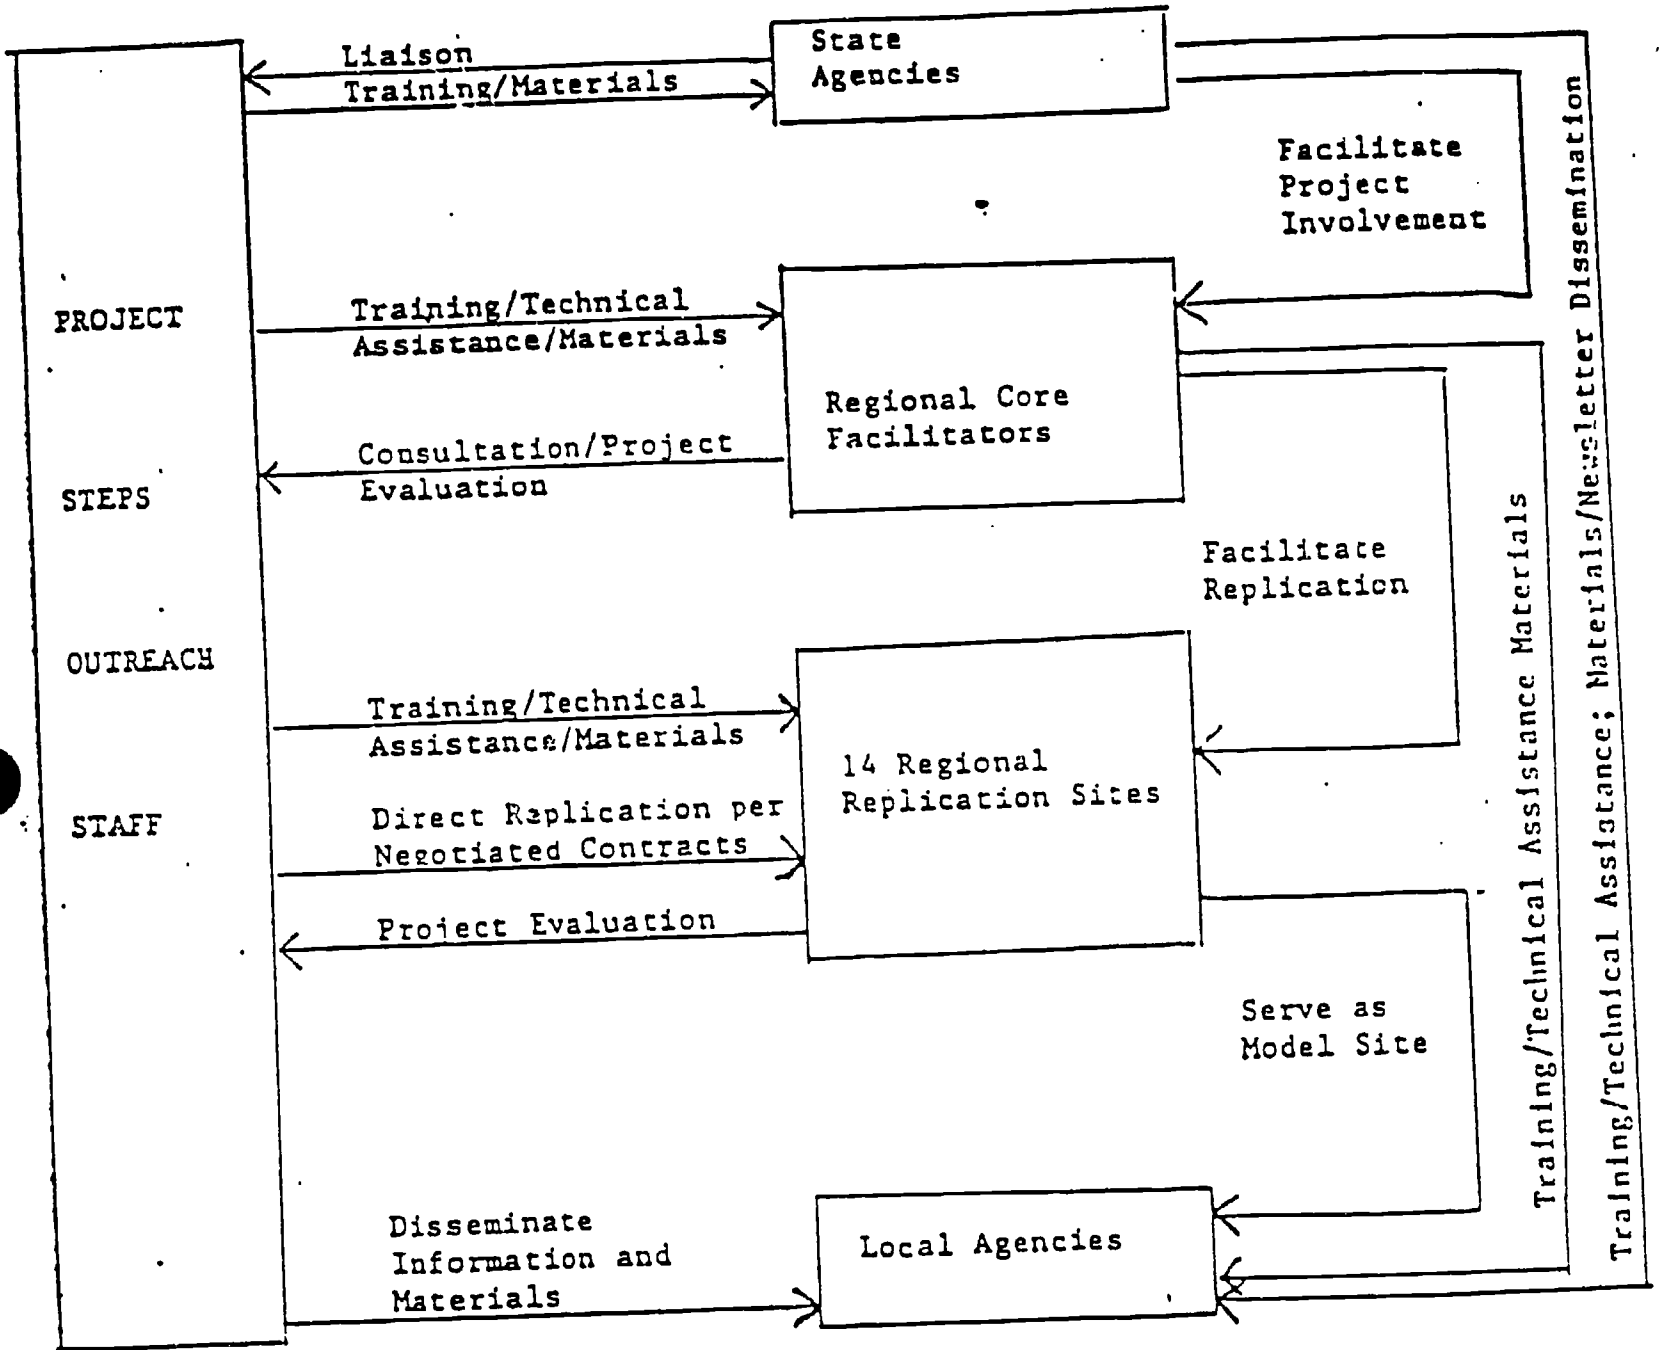 State
Agencies
Liaison
Training/Materials
Facilitate
Project
Involvement
PROJECT
STEPS
OUTREACH
STAFF
Training/Technical
Assistance/Materials
Regional Core
Facilitators
Consultation/Project
Evaluation
Facilitate
Replication
Training/Technical
Assistance/Materials
14 Regional
Replication Sites
Direct Replication per
Negotiated Contracts
Project Evaluation
Serve as
Model Site
Disseminate
Information and
Materials
Local Agencies
Training/Technical Assistance Materials
Training/Technical Assistance; Materials/Newsletter Dissemination